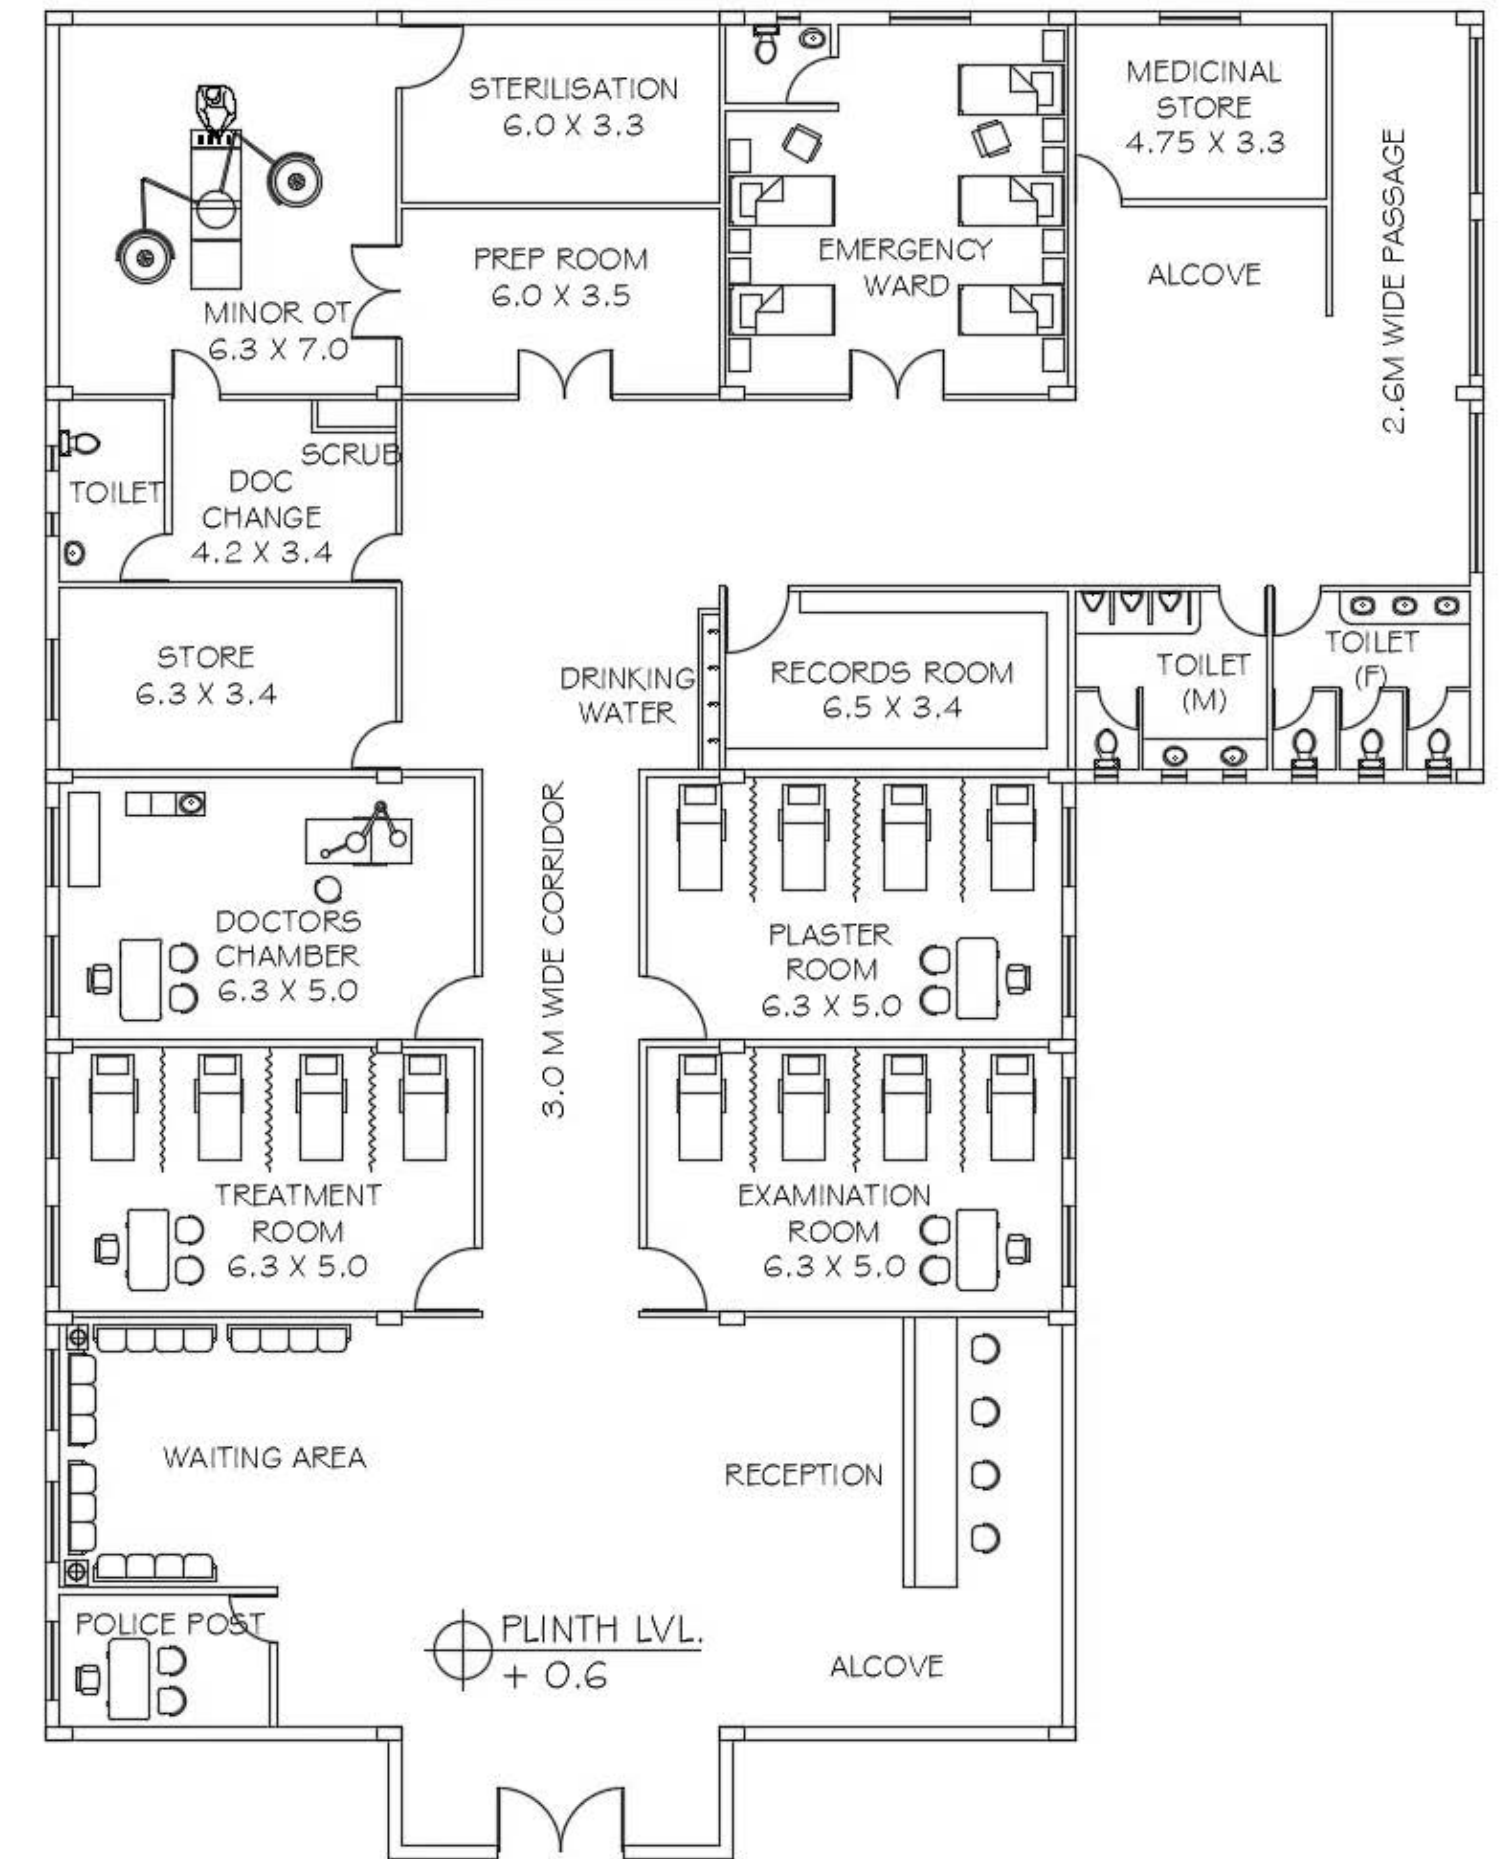 STERILISATION
6.0 X 3.3
MEDICINAL
STORE
4.75 X 3.3
2.6M WIDE PASSAGE
PREP ROOM
6.0 X 3.5
EMERGENCY
WARD
ALCOVE
MINOR OT
6.3 X 7.0
SCRUB
TOILET
DOC
CHANGE
4.2 X 3.4
STORE
6.3 X 3.4
DRINKING
WATER
RECORDS ROOM
6.5 X 3.4
TOILET
(M)
TOILET
(F)
3.0 M WIDE CORRIDOR
DOCTORS
CHAMBER
6.3 X 5.0
PLASTER
ROOM
6.3 X 5.0
TREATMENT
ROOM
6.3 X 5.0
EXAMINATION
ROOM
6.3 X 5.0
WAITING AREA
RECEPTION
POLICE POST
PLINTH LVL.
+ 0.6
ALCOVE